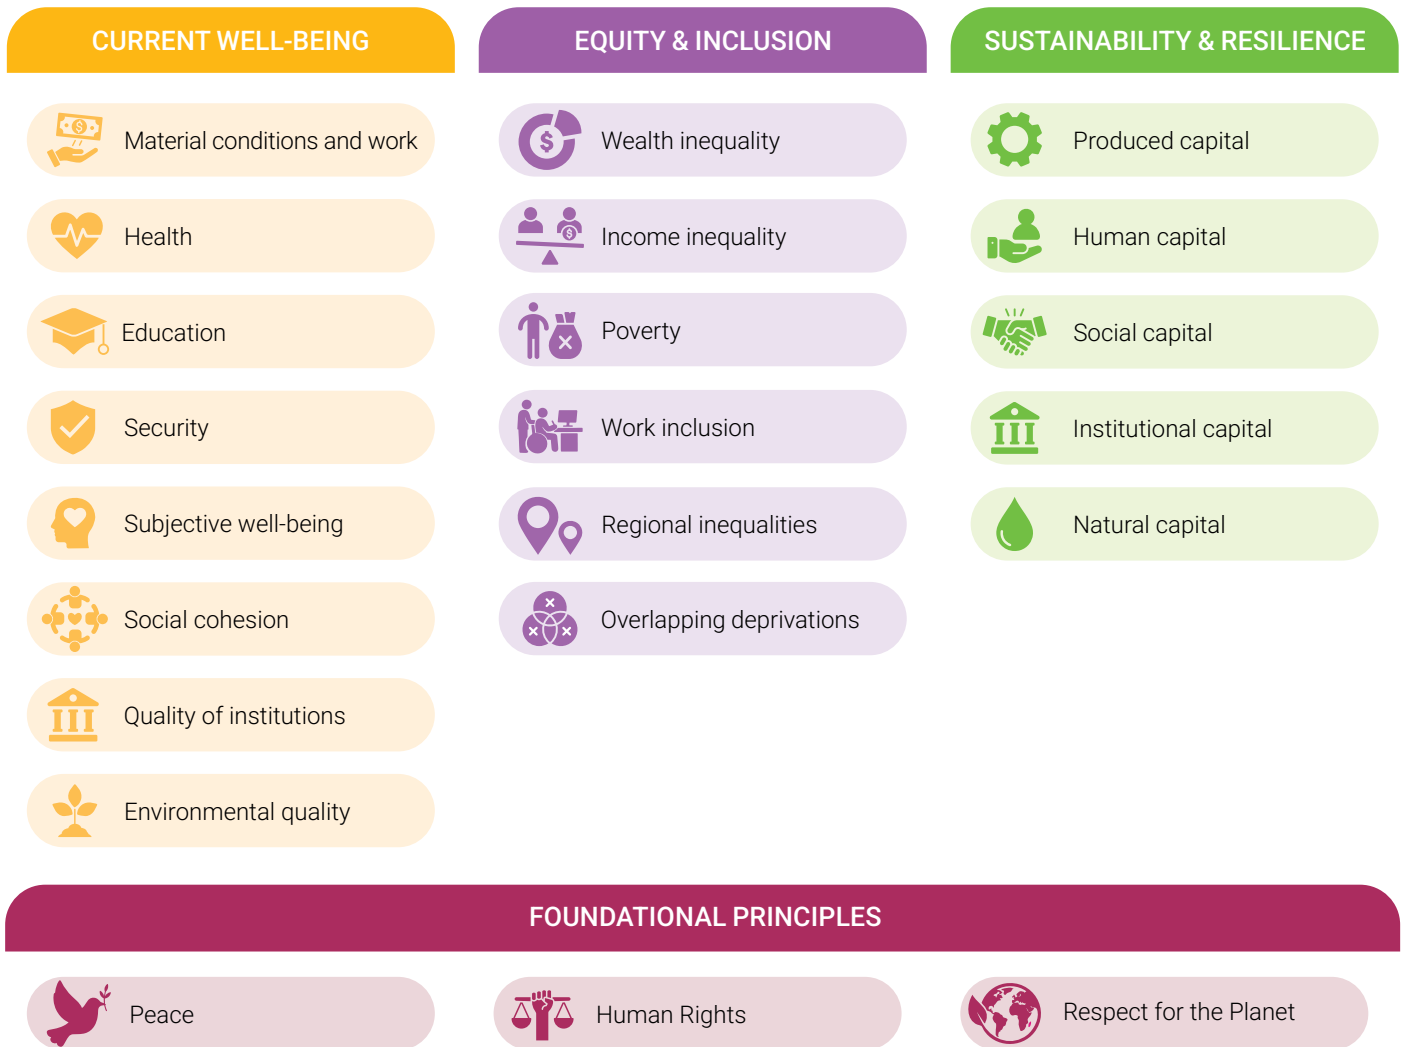 CURRENT WELL-BEING
Material conditions and work
Health
Education
Security
Subjective well-being
Social cohesion
Quality of institutions
Environmental quality
EQUITY & INCLUSION
Wealth inequality
Income inequality
Poverty
Work inclusion
Regional inequalities
Overlapping deprivations
SUSTAINABILITY & RESILIENCE
Produced capital
Human capital
Social capital
Institutional capital
Natural capital
FOUNDATIONAL PRINCIPLES
Peace
Human Rights
Respect for the Planet